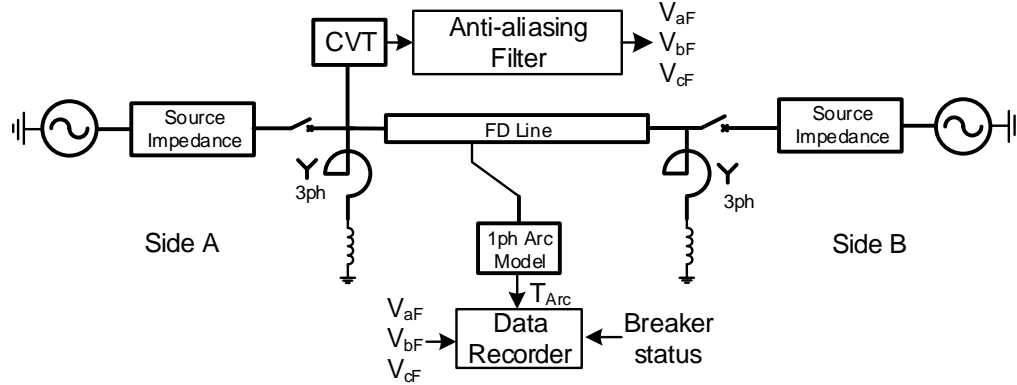 CVT
Anti-aliasing
Filter
VaF
VbF
VcF
Source
Impedance
FD Line
Source
Impedance
3ph
3ph
Side A
Side B
1ph Arc
Model
TArc
VaF
VbF
VcF
Data
Recorder
Breaker
status